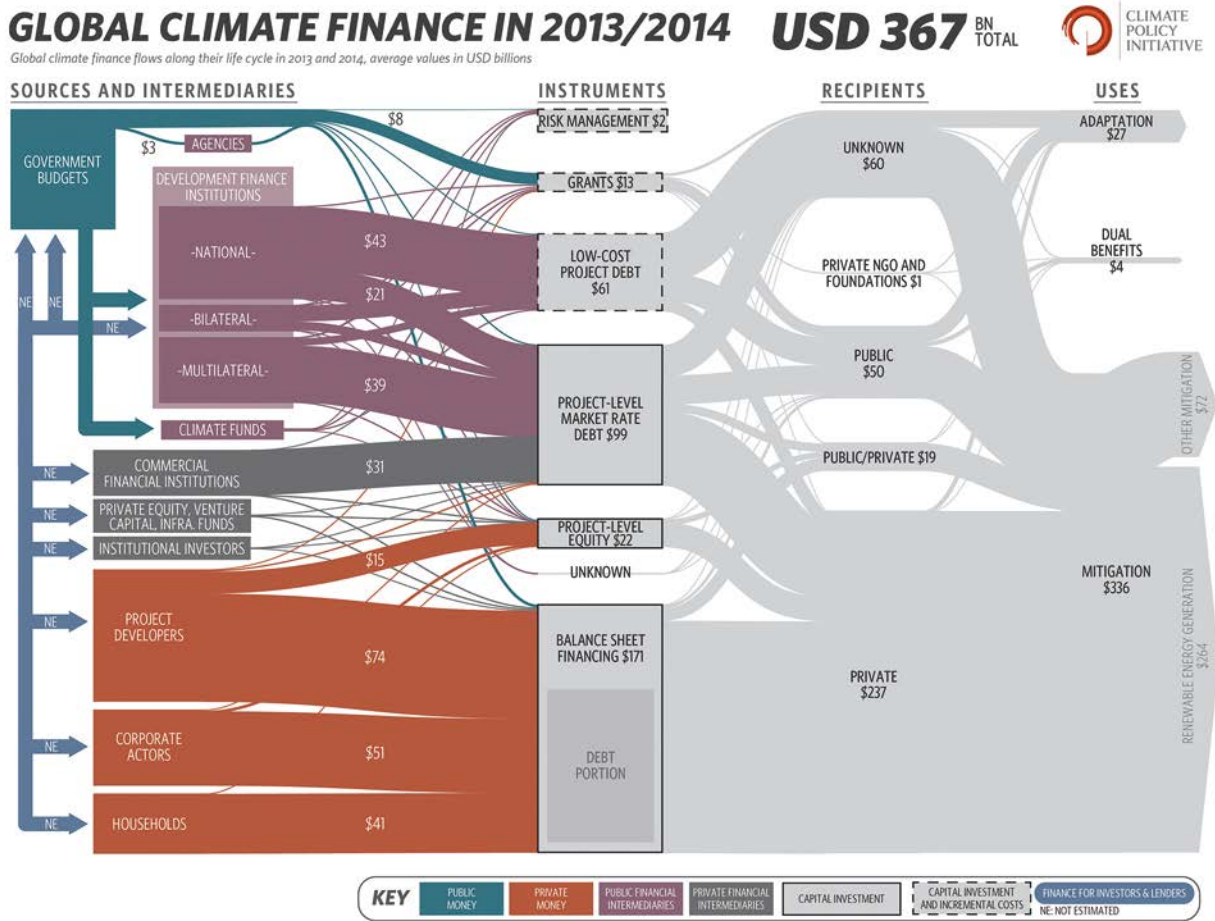 GLOBAL CLIMATE FINANCE IN 2013/2014
USD 367 BN TOTAL
CLIMATE
POLICY
INITIATIVE
Global climate finance flows along their life cycle in 2013 and 2014, average values in USD billions
SOURCES AND INTERMEDIARIES
INSTRUMENTS
RECIPIENTS
USES
GOVERNMENT
BUDGETS
$3
AGENCIES
$8
DEVELOPMENT FINANCE
INSTITUTIONS
-NATIONAL-
$43
$21
-BILATERAL-
-MULTILATERAL-
$39
CLIMATE FUNDS
NE
NE
NE
NE
COMMERCIAL
FINANCIAL INSTITUTIONS
$31
NE
PRIVATE EQUITY, VENTURE
CAPITAL, INFRA. FUNDS
NE
INSTITUTIONAL INVESTORS
$15
NE
PROJECT
DEVELOPERS
$74
NE
CORPORATE
ACTORS
$51
NE
HOUSEHOLDS
$41
RISK MANAGEMENT $2
GRANTS $13
LOW-COST
PROJECT DEBT
$61
PROJECT-LEVEL
MARKET RATE
DEBT $99
PROJECT-LEVEL
EQUITY $22
UNKNOWN
BALANCE SHEET
FINANCING $171
DEBT
PORTION
UNKNOWN
$60
PRIVATE NGO AND
FOUNDATIONS $1
PUBLIC
$50
PUBLIC/PRIVATE $19
PRIVATE
$237
ADAPTATION
$27
DUAL
BENEFITS
$4
OTHER MITIGATION
$72
MITIGATION
$336
RENEWABLE ENERGY GENERATION
$264
KEY
PUBLIC
MONEY
PRIVATE
MONEY
PUBLIC FINANCIAL
INTERMEDIARIES
PRIVATE FINANCIAL
INTERMEDIARIES
CAPITAL INVESTMENT
CAPITAL INVESTMENT
AND INCREMENTAL COSTS
FINANCE FOR INVESTORS & LENDERS
NE: NOT ESTIMATED